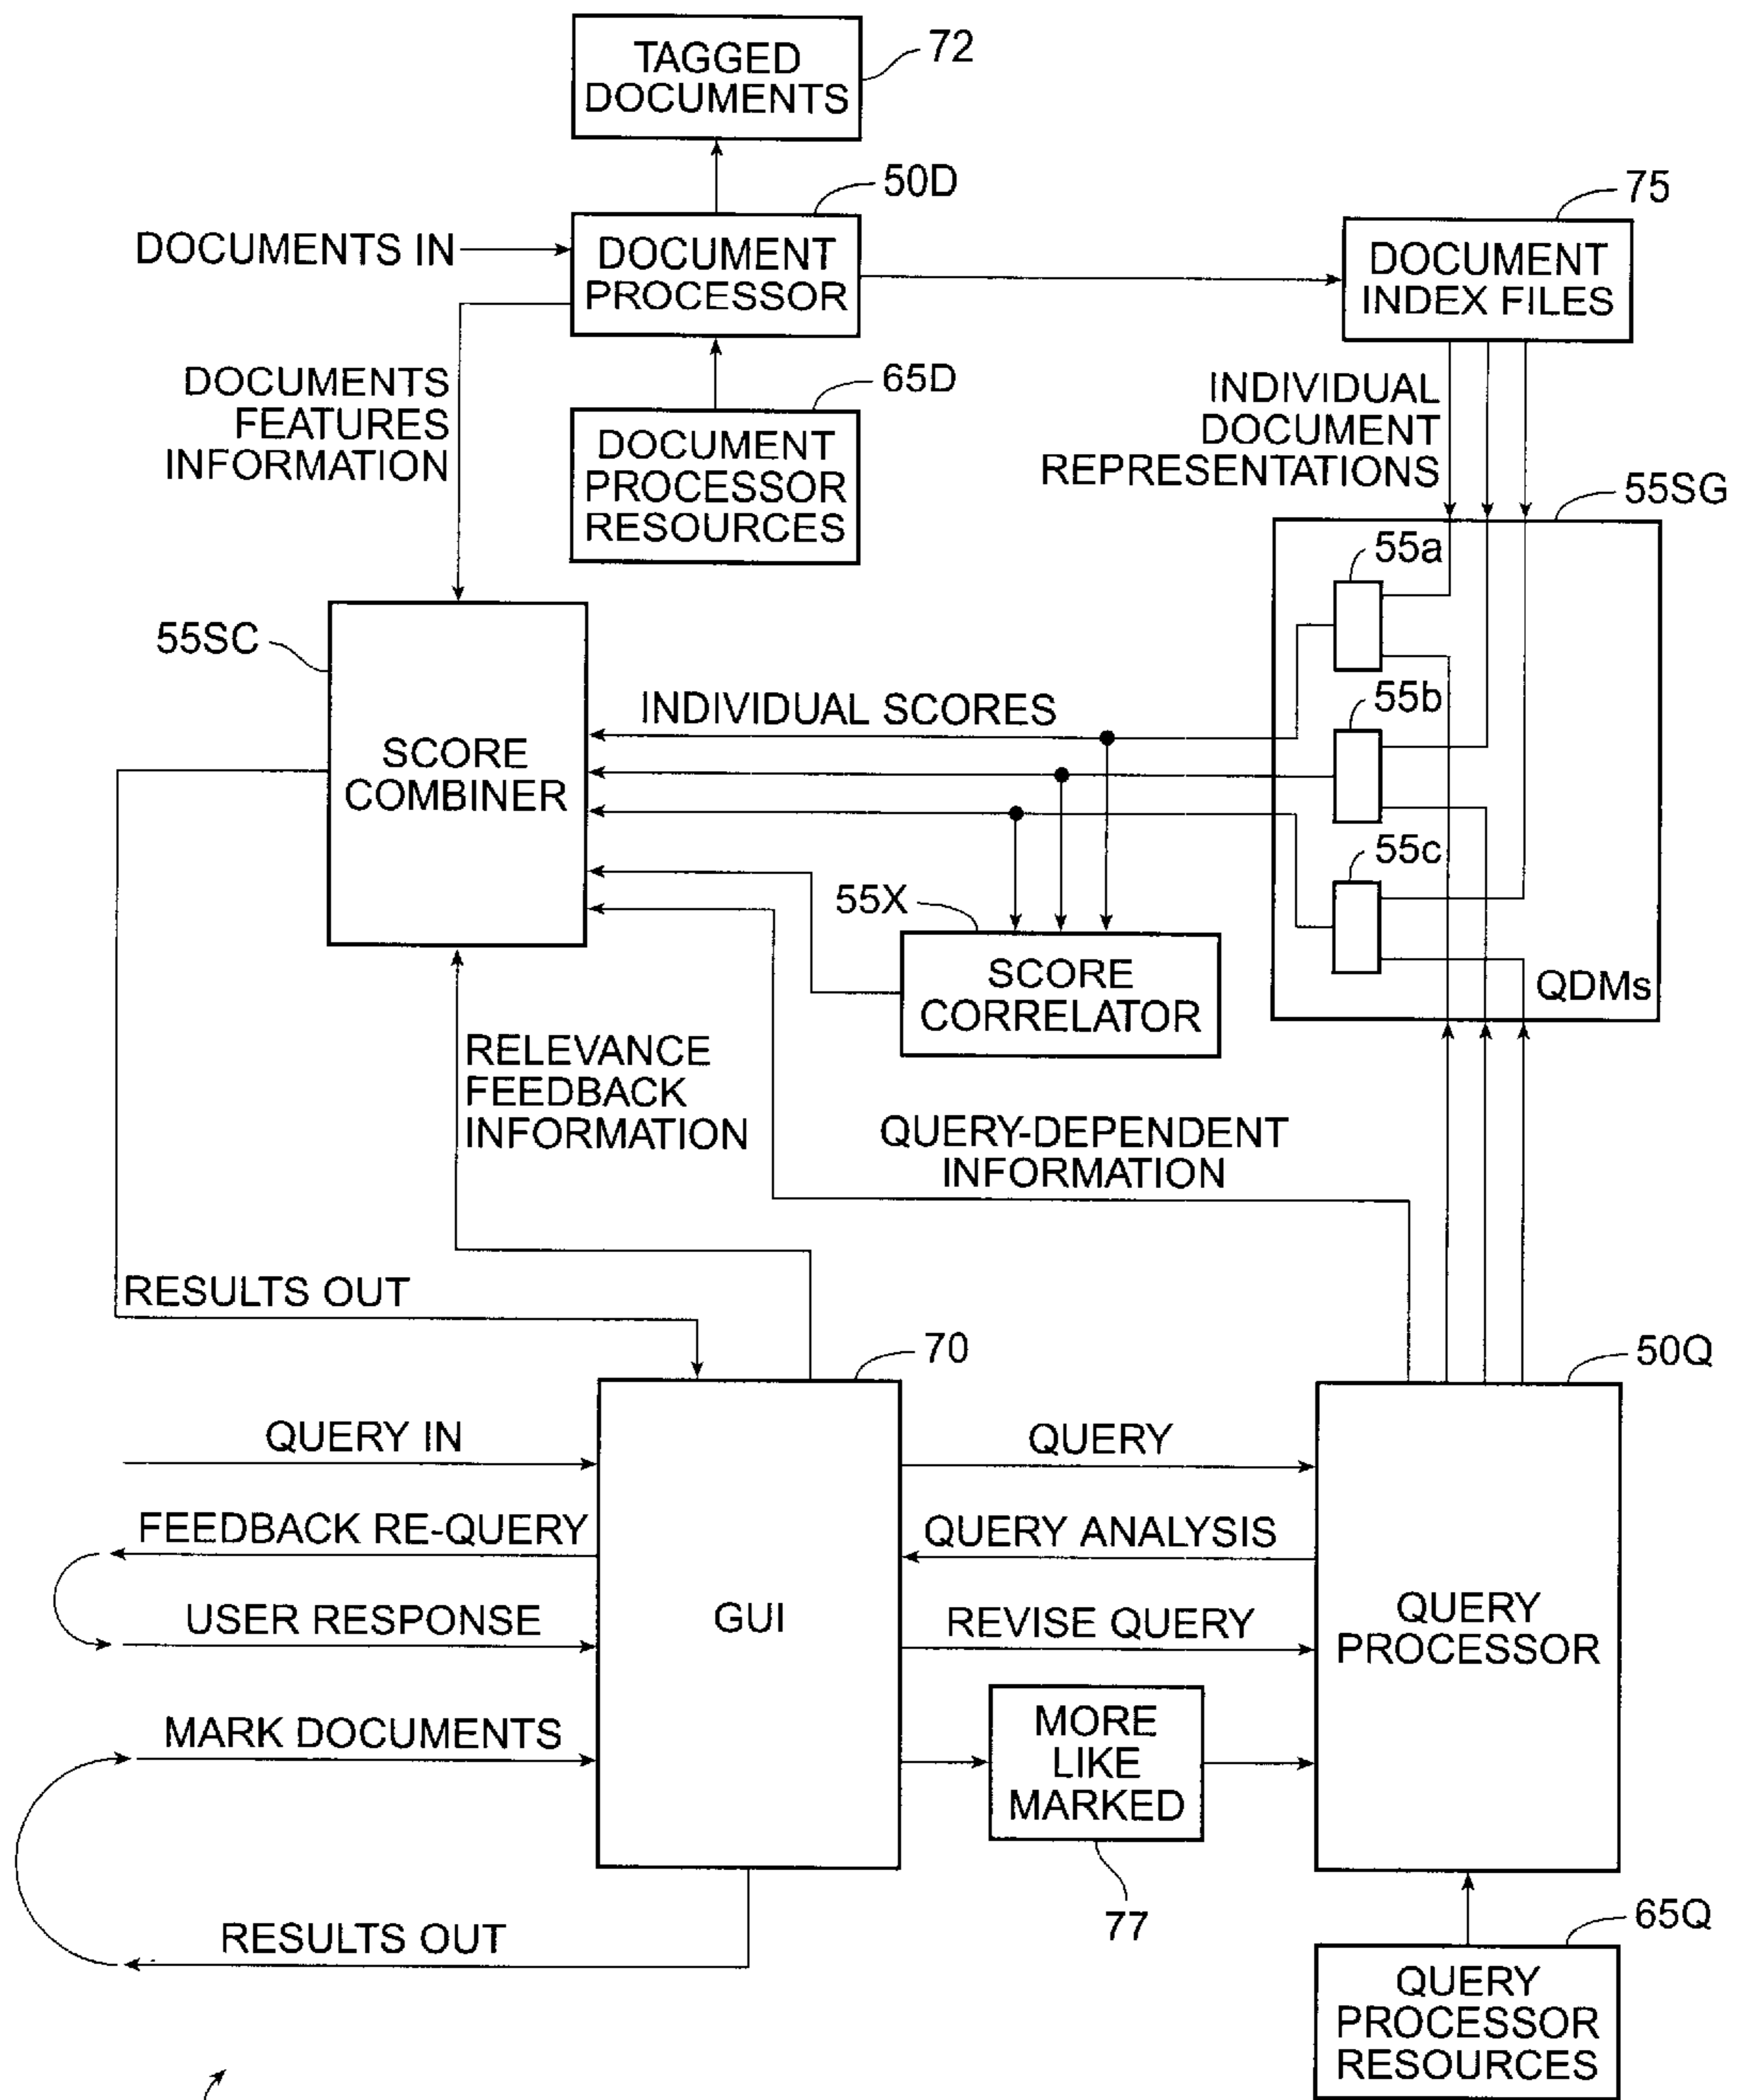 TAGGED
DOCUMENTS
72
50D
DOCUMENTS IN
DOCUMENT
PROCESSOR
75
DOCUMENT
INDEX FILES
DOCUMENTS
FEATURES
INFORMATION
65D
DOCUMENT
PROCESSOR
RESOURCES
INDIVIDUAL
DOCUMENT
REPRESENTATIONS
55SG
55a
55b
55c
QDMs
55SC
SCORE
COMBINER
INDIVIDUAL SCORES
55X
SCORE
CORRELATOR
RELEVANCE
FEEDBACK
INFORMATION
QUERY-DEPENDENT
INFORMATION
RESULTS OUT
70
50Q
QUERY IN
FEEDBACK RE-QUERY
USER RESPONSE
MARK DOCUMENTS
RESULTS OUT
GUI
QUERY
QUERY ANALYSIS
REVISE QUERY
MORE
LIKE
MARKED
77
QUERY
PROCESSOR
65Q
QUERY
PROCESSOR
RESOURCES